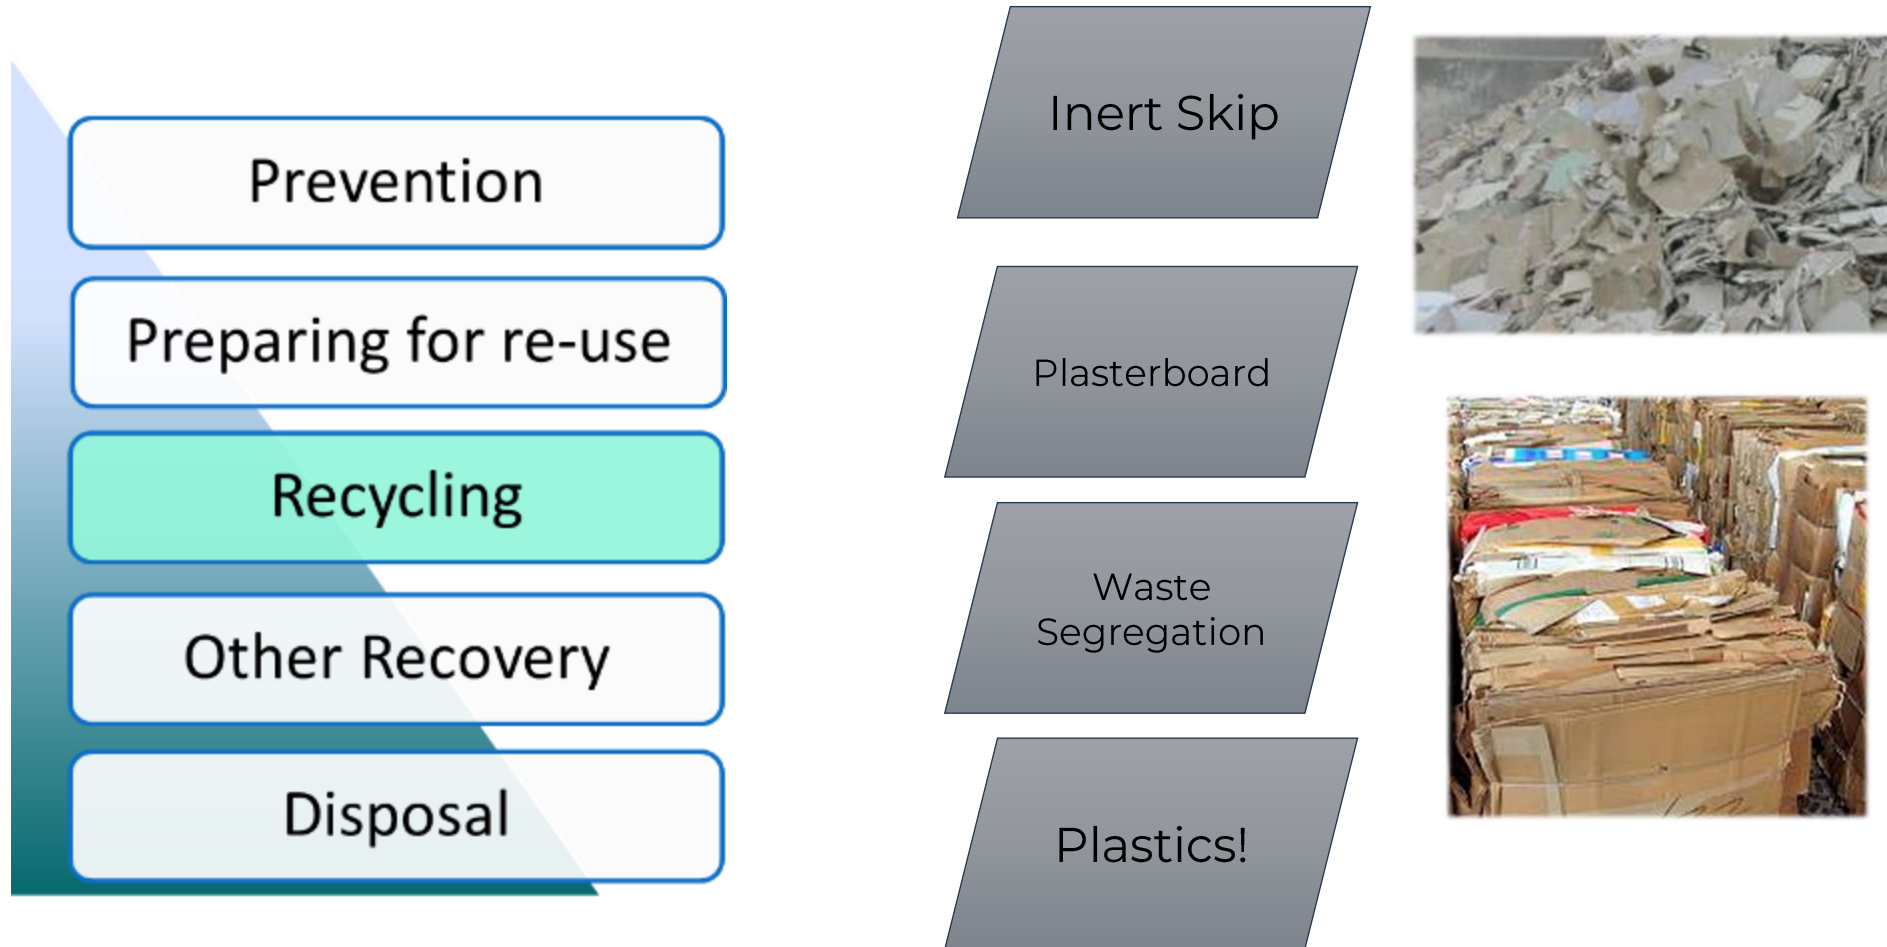 Prevention
Preparing for re-use
Recycling
Other Recovery
Disposal
Inert Skip
Plasterboard
Waste
Segregation
Plastics!